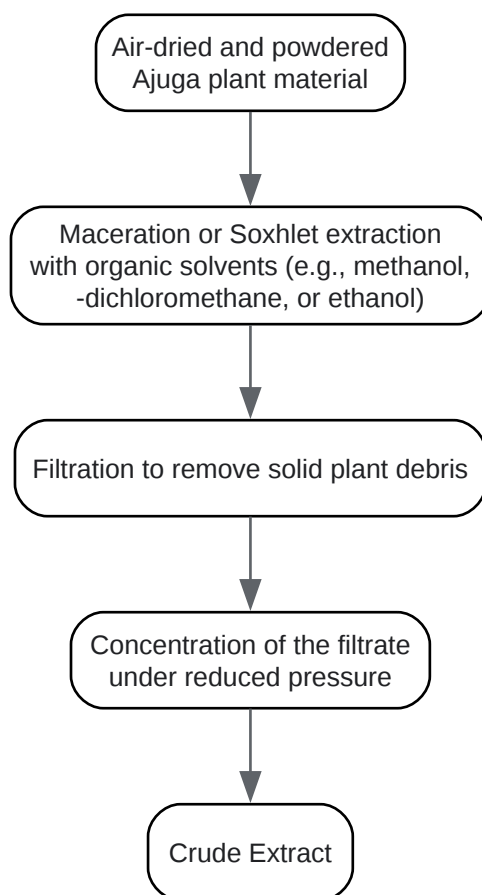 Air-dried and powdered
Ajuga plant material
Maceration or Soxhlet extraction
with organic solvents (e.g., methanol,
-dichloromethane, or ethanol)
Filtration to remove solid plant debris
Concentration of the filtrate
under reduced pressure
Crude Extract